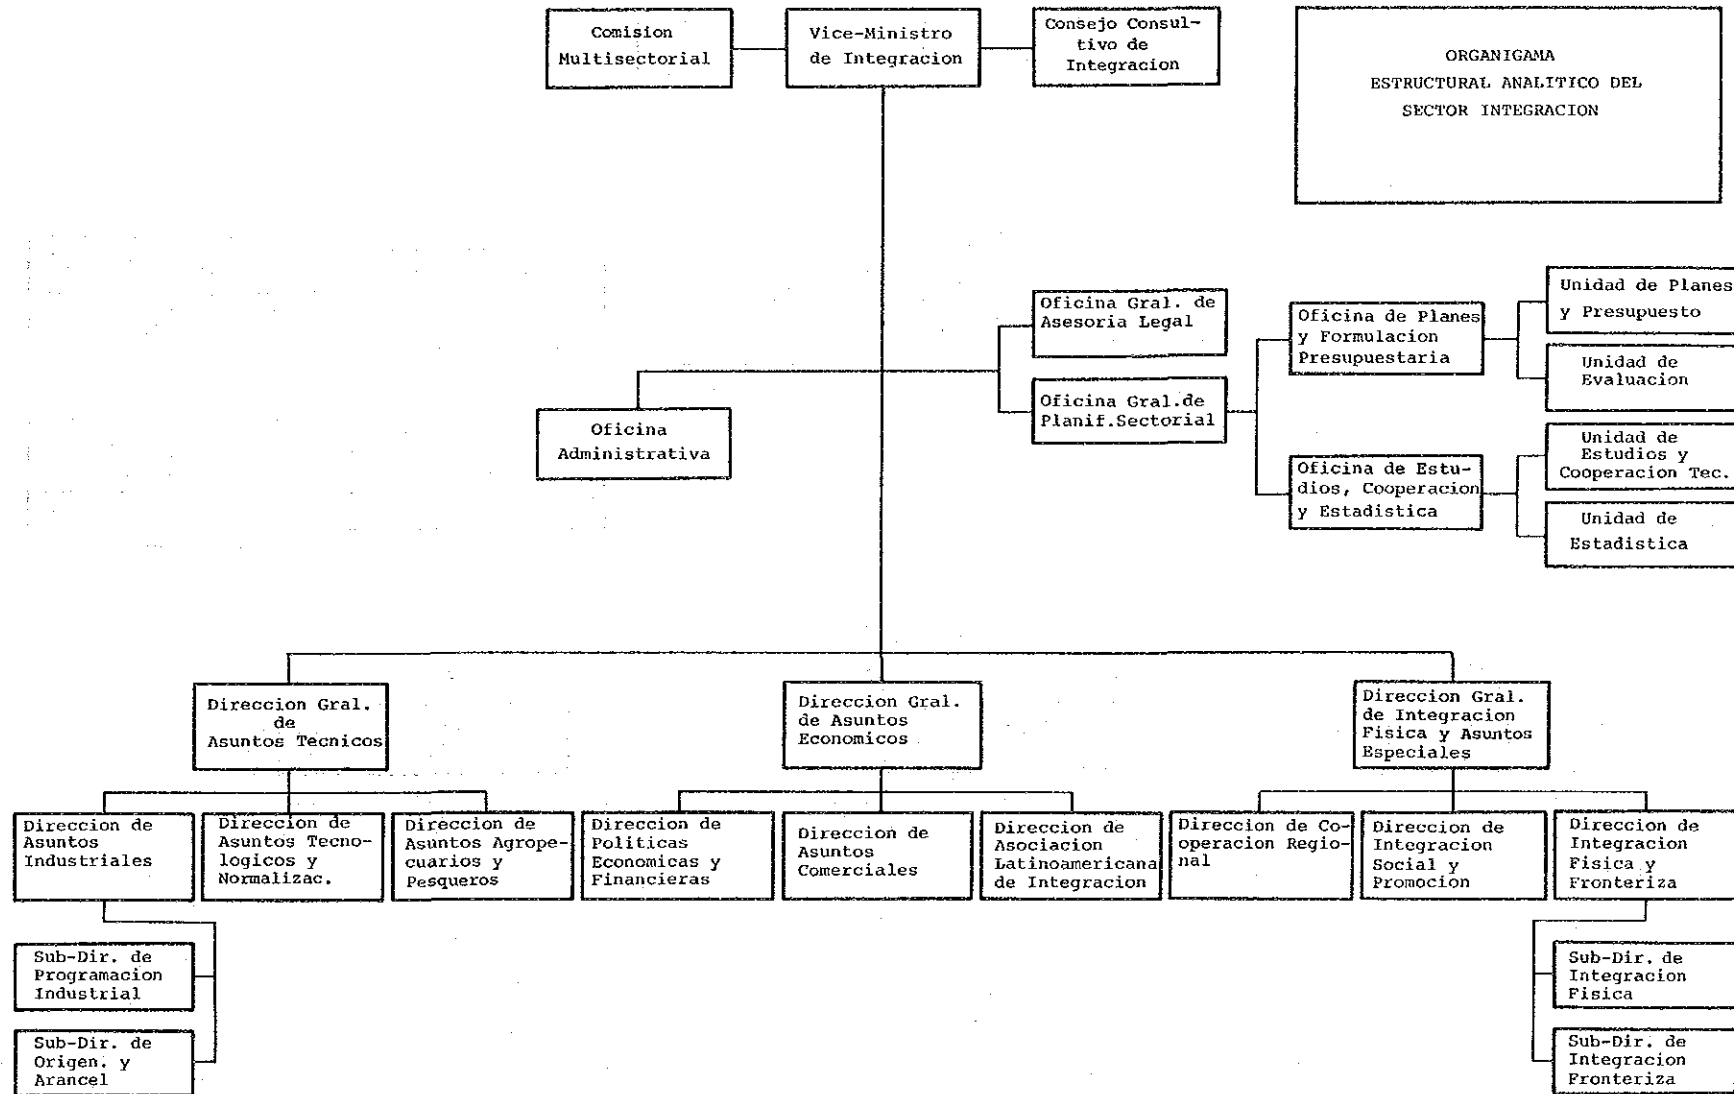 Comision
Multisectorial
Vice-Ministro
de Integracion
Consejo Consul-
tivo de
Integracion
ORGANIGAMA
ESTRUCTURAL ANALITICO DEL
SECTOR INTEGRACION
Oficina Gral. de
Asesoria Legal
Oficina Gral.de
Planif.Sectorial
Oficina
Administrativa
Oficina de Planes
y Formulacion
Presupuestaria
Oficina de Estu-
dios, Cooperacion
y Estadistica
Unidad de Planes
y Presupuesto
Unidad de
Evaluacion
Unidad de
Estudios y
Cooperacion Tec.
Unidad de
Estadistica
Direccion Gral.
de
Asuntos Tecnicos
Direccion Gral.
de Asuntos
Economicos
Direccion Gral.
de Integracion
Fisica y Asuntos
Especiales
Direccion de
Asuntos
Industriales
Direccion de
Asuntos Tecno-
logicos y
Normalizac.
Direccion de
Asuntos Agrope-
cuarios y
Pesqueros
Direccion de
Politicas
Economicas y
Financieras
Direccion de
Asuntos
Comerciales
Direccion de
Asociacion
Latinoamericana
de Integracion
Direccion de Co-
operacion Regio-
nal
Direccion de
Integracion
Social y
Promocion
Direccion de
Integracion
Fisica y
Fronteriza
Sub-Dir. de
Programacion
Industrial
Sub-Dir. de
Origen. y
Arancel
Sub-Dir. de
Integracion
Fisica
Sub-Dir. de
Integracion
Fronteriza